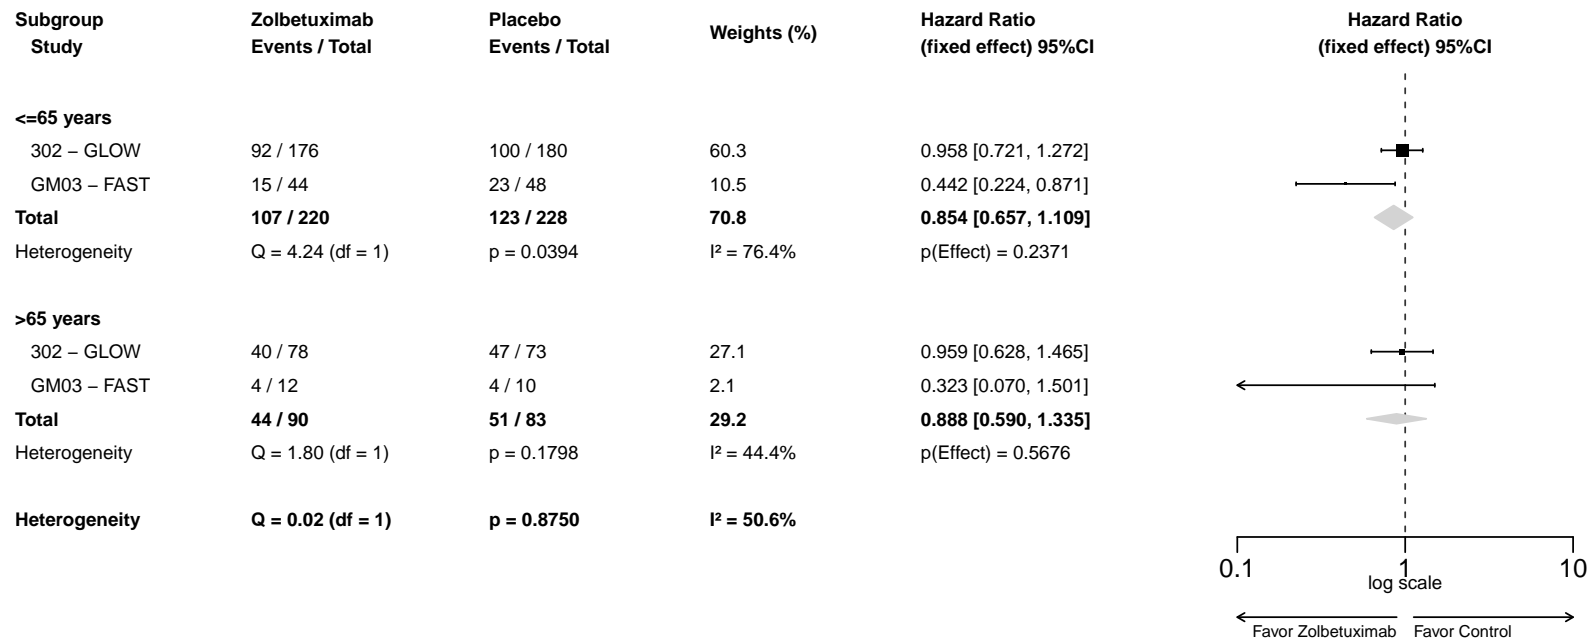 Subgroup Zolbetuximab Placebo Weights (%) Hazard Ratio Hazard Ratio
Study Events / Total Events / Total (fixed effect) 95%CI (fixed effect) 95%CI
<=65 years
302 − GLOW 92 / 176 100 / 180 60.3 0.958 [0.721, 1.272]
GM03 − FAST 15 / 44 23 / 48 10.5 0.442 [0.224, 0.871]
Total 107 / 220 123 / 228 70.8 0.854 [0.657, 1.109]
Heterogeneity Q = 4.24 (df = 1) p = 0.0394 I² = 76.4% p(Effect) = 0.2371
>65 years
302 − GLOW 40 / 78 47 / 73 27.1 0.959 [0.628, 1.465]
GM03 − FAST 4 / 12 4 / 10 2.1 0.323 [0.070, 1.501]
Total 44 / 90 51 / 83 29.2 0.888 [0.590, 1.335]
Heterogeneity Q = 1.80 (df = 1) p = 0.1798 I² = 44.4% p(Effect) = 0.5676
Heterogeneity Q = 0.02 (df = 1) p = 0.8750 I² = 50.6%
0.1 1 10
log scale
Favor Zolbetuximab Favor Control